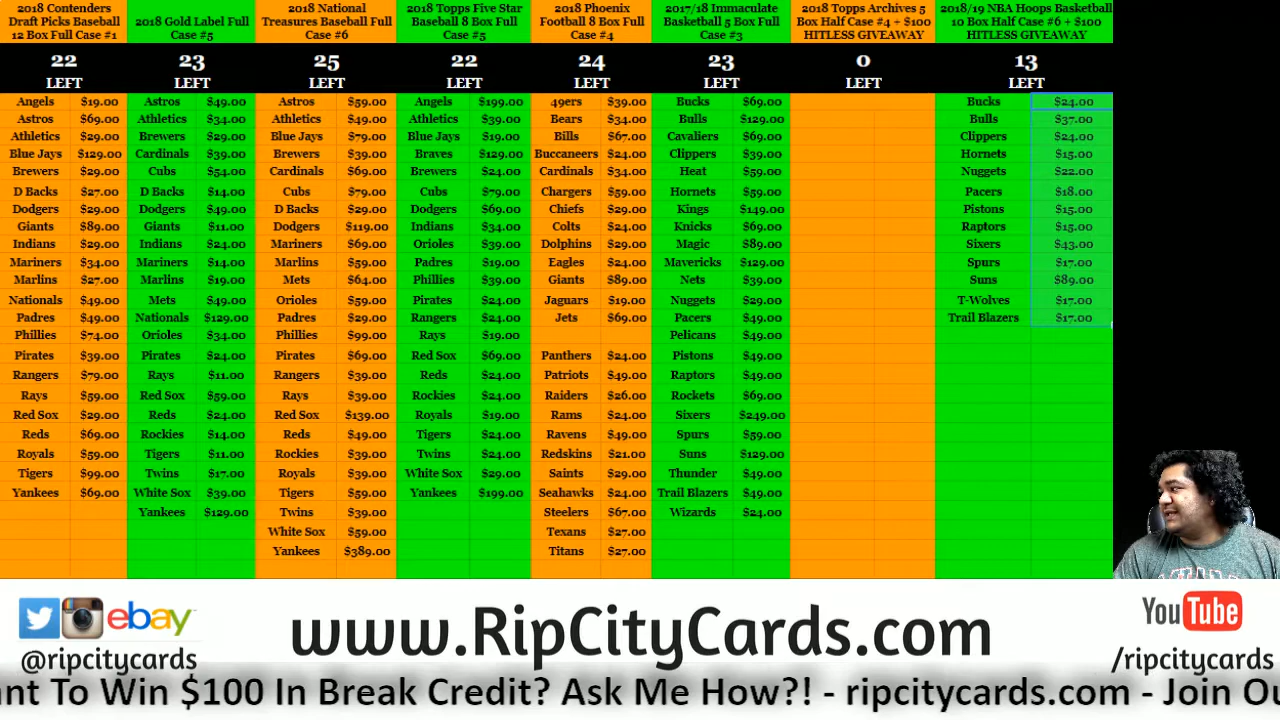 2018 Contenders Draft Picks Baseball 12 Box Full Case #1
22
LEFT
Angels $19.00
Astros $69.00
Athletics $29.00
Blue Jays $129.00
Brewers $29.00
D Backs $27.00
Dodgers $29.00
Giants $89.00
Indians $29.00
Mariners $34.00
Marlins $27.00
Nationals $49.00
Padres $49.00
Phillies $74.00
Pirates $39.00
Rangers $79.00
Rays $59.00
Red Sox $29.00
Reds $69.00
Royals $59.00
Tigers $99.00
Yankees $69.00
2018 Gold Label Full Case #5
23
LEFT
Astros $49.00
Athletics $34.00
Brewers $29.00
Cardinals $39.00
Cubs $54.00
D Backs $14.00
Dodgers $49.00
Giants $11.00
Indians $24.00
Mariners $14.00
Marlins $19.00
Mets $49.00
Nationals $129.00
Orioles $34.00
Pirates $24.00
Rays $11.00
Red Sox $59.00
Reds $24.00
Rockies $14.00
Tigers $11.00
Twins $17.00
White Sox $39.00
Yankees $129.00
2018 National Treasures Baseball Full Case #6
25
LEFT
Astros $59.00
Athletics $49.00
Blue Jays $79.00
Brewers $39.00
Cardinals $69.00
Cubs $79.00
D Backs $29.00
Dodgers $119.00
Mariners $69.00
Marlins $59.00
Mets $64.00
Orioles $59.00
Padres $29.00
Phillies $99.00
Pirates $69.00
Rangers $39.00
Rays $39.00
Red Sox $139.00
Reds $49.00
Rockies $39.00
Royals $39.00
Tigers $59.00
Twins $39.00
White Sox $59.00
Yankees $389.00
2018 Topps Five Star Baseball 8 Box Full Case #5
22
LEFT
Angels $199.00
Athletics $39.00
Blue Jays $19.00
Braves $129.00
Brewers $24.00
Cubs $79.00
Dodgers $69.00
Indians $34.00
Orioles $39.00
Padres $19.00
Phillies $39.00
Pirates $24.00
Rangers $24.00
Rays $19.00
Red Sox $69.00
Reds $24.00
Rockies $24.00
Royals $19.00
Tigers $24.00
Twins $24.00
White Sox $29.00
Yankees $199.00
2018 Phoenix Football 8 Box Full Case #4
24
LEFT
49ers $39.00
Bears $34.00
Bills $67.00
Buccaneers $24.00
Cardinals $34.00
Chargers $59.00
Chiefs $29.00
Colts $24.00
Dolphins $29.00
Eagles $24.00
Giants $89.00
Jaguars $19.00
Jets $69.00
Panthers $24.00
Patriots $49.00
Raiders $26.00
Rams $24.00
Ravens $49.00
Redskins $21.00
Saints $29.00
Seahawks $24.00
Steelers $67.00
Texans $27.00
Titans $27.00
2017/18 Immaculate Basketball 5 Box Full Case #3
23
LEFT
Bucks $69.00
Bulls $129.00
Cavaliers $69.00
Clippers $39.00
Heat $59.00
Hornets $59.00
Kings $149.00
Knicks $69.00
Magic $89.00
Mavericks $129.00
Nets $39.00
Nuggets $29.00
Pacers $49.00
Pelicans $49.00
Pistons $49.00
Raptors $49.00
Rockets $69.00
Sixers $249.00
Spurs $59.00
Suns $129.00
Thunder $49.00
Trail Blazers $49.00
Wizards $24.00
2018 Topps Archives 5 Box Half Case #4 + $100 HITLESS GIVEAWAY
0
LEFT
2018/19 NBA Hoops Basketball 10 Box Half Case #6 + $100 HITLESS GIVEAWAY
13
LEFT
Bucks $24.00
Bulls $37.00
Clippers $24.00
Hornets $15.00
Nuggets $22.00
Pacers $18.00
Pistons $15.00
Raptors $15.00
Sixers $43.00
Spurs $17.00
Suns $89.00
T-Wolves $17.00
Trail Blazers $17.00
ebay
@ripcitycards
www.RipCityCards.com
YouTube
/ripcitycards
ant To Win $100 In Break Credit? Ask Me How?! - ripcitycards.com - Join Ou